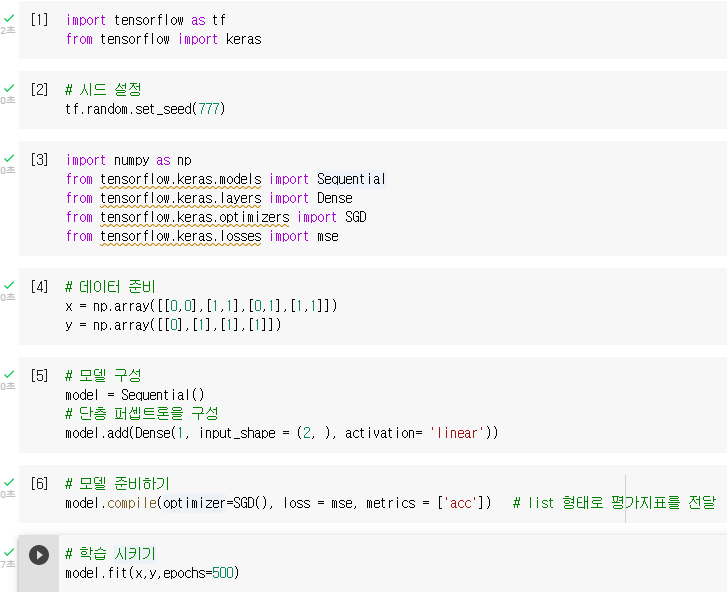 [1] import tensorflow as tf
from tensorflow import keras
2초
[2] # 시드 설정
tf.random.set_seed(777)
0초
[3] import numpy as np
from tensorflow.keras.models import Sequential
from tensorflow.keras.layers import Dense
from tensorflow.keras.optimizers import SGD
from tensorflow.keras.losses import mse
0초
[4] # 데이터 준비
x = np.array([[0,0],[1,1],[0,1],[1,1]])
y = np.array([[0],[1],[1],[1]])
0초
[5] # 모델 구성
model = Sequential()
# 단층 퍼셉트론을 구성
model.add(Dense(1, input_shape = (2, ), activation= 'linear'))
0초
[6] # 모델 준비하기
model.compile(optimizer=SGD(), loss = mse, metrics = ['acc']) # list 형태로 평가지표를 전달
0초
# 학습 시키기
model.fit(x,y,epochs=500)
7초